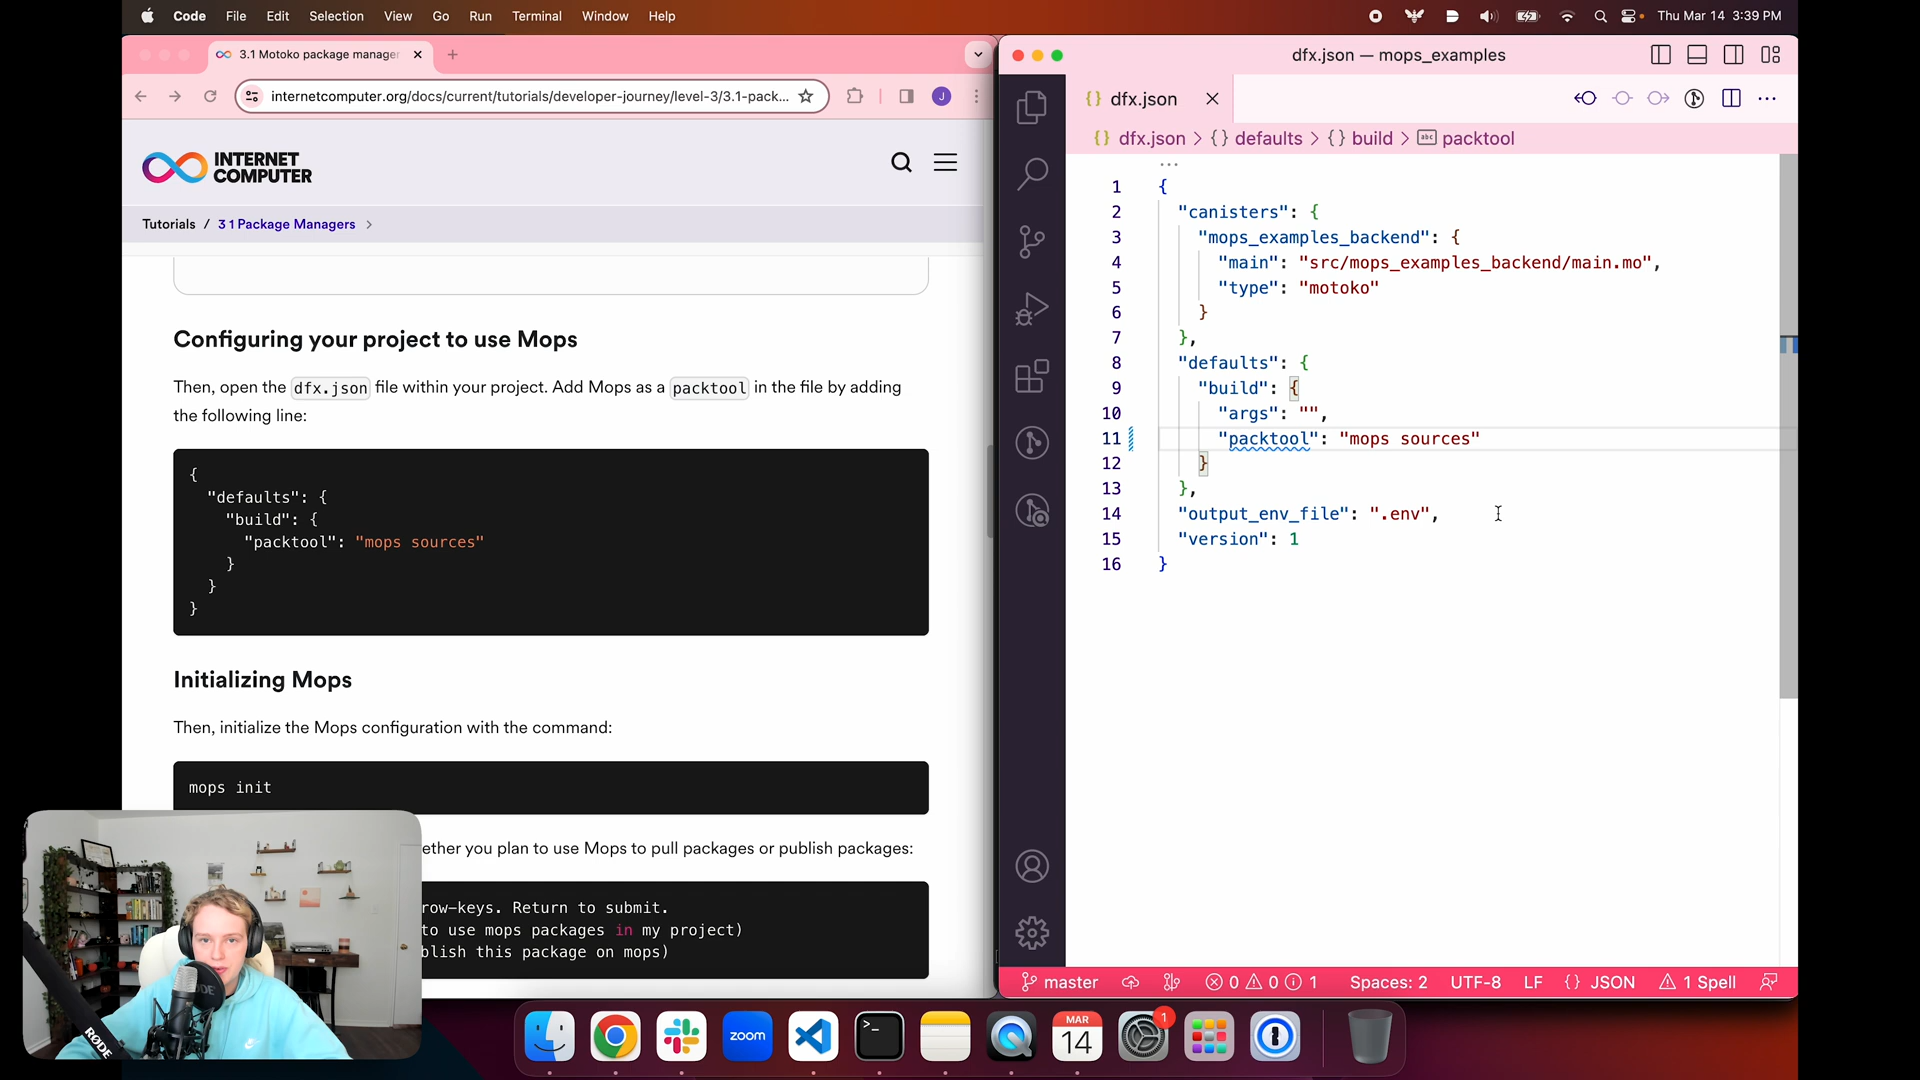 Code File Edit Selection View Go Run Terminal Window Help
Thu Mar 14 3:39 PM
3.1 Motoko package manager
internetcomputer.org/docs/current/tutorials/developer-journey/level-3/3.1-pack...
J
INTERNET
COMPUTER
Tutorials / 3 1 Package Managers >
Configuring your project to use Mops
Then, open the dfx.json file within your project. Add Mops as a packtool in the file by adding
the following line:
{
"defaults": {
"build": {
"packtool": "mops sources"
}
}
}
Initializing Mops
Then, initialize the Mops configuration with the command:
mops init
ether you plan to use Mops to pull packages or publish packages:
row-keys. Return to submit.
to use mops packages in my project)
blish this package on mops)
dfx.json — mops_examples
{} dfx.json
{} dfx.json > {} defaults > {} build > abc packtool
...
1 {
2 "canisters": {
3 "mops_examples_backend": {
4 "main": "src/mops_examples_backend/main.mo",
5 "type": "motoko"
6 }
7 },
8 "defaults": {
9 "build": {
10 "args": "",
11 "packtool": "mops sources"
12 }
13 },
14 "output_env_file": ".env",
15 "version": 1
16 }
master 0 0 1 Spaces: 2 UTF-8 LF {} JSON 1 Spell
RØDE
zoom
>_
MAR
14
1